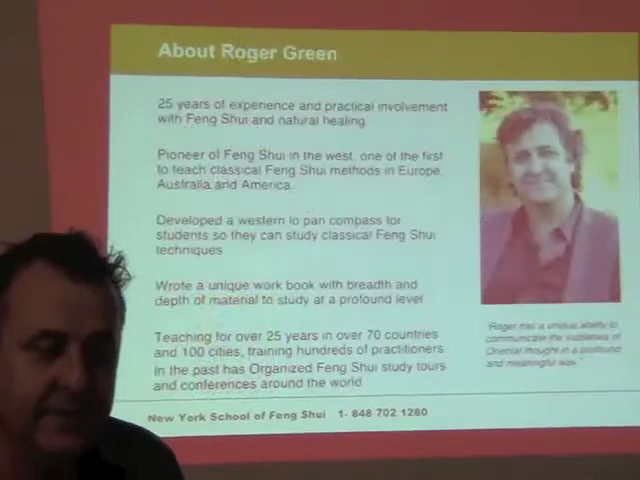 About Roger Green
25 years of experience and practical involvement
with Feng Shui and natural healing
Pioneer of Feng Shui in the west, one of the first
to teach classical Feng Shui methods in Europe,
Australia and America.
Developed a western lo pan compass for
students so they can study classical Feng Shui
techniques
Wrote a unique work book with breadth and
depth of material to study at a profound level
Teaching for over 25 years in over 70 countries
and 100 cities, training hundreds of practitioners
in the past has Organized Feng Shui study tours
and conferences around the world
"Roger has a unique ability to
communicate the subtleties of
Oriental thought in a profound
and meaningful way."
New York School of Feng Shui 1- 848 702 1280